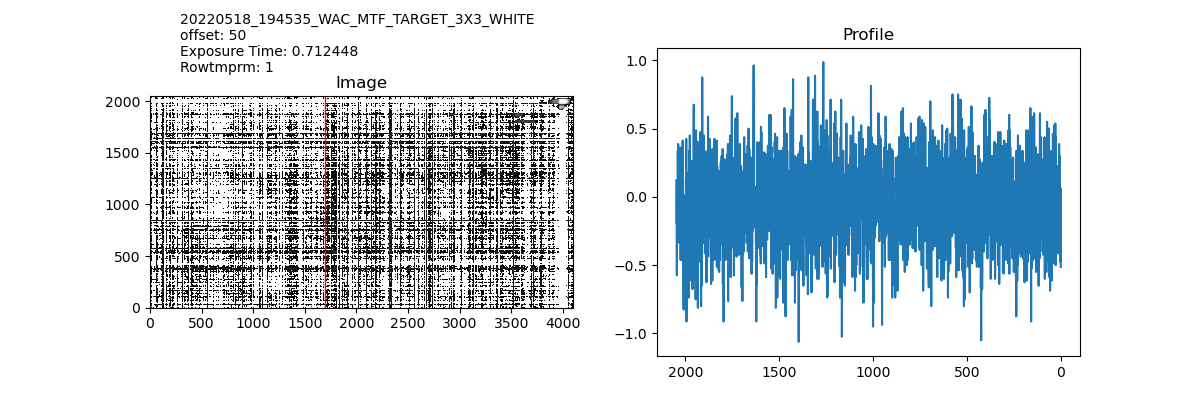 20220518_194535_WAC_MTF_TARGET_3X3_WHITE
offset: 50
Exposure Time: 0.712448
Rowtmprm: 1
Image
2000
1500
1000
500
0
0 500 1000 1500 2000 2500 3000 3500 4000
Profile
1.0
0.5
0.0
−0.5
−1.0
2000 1500 1000 500 0